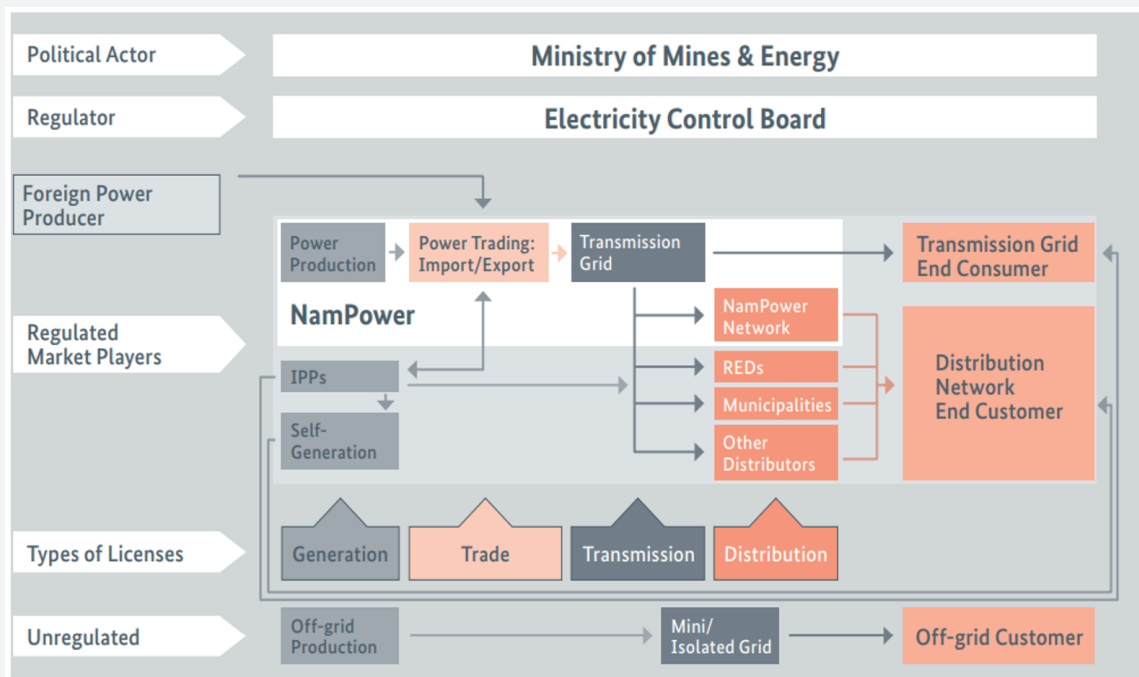 Political Actor
Ministry of Mines & Energy
Regulator
Electricity Control Board
Foreign Power
Producer
Power
Production
Power Trading:
Import/Export
Transmission
Grid
Transmission Grid
End Consumer
NamPower
NamPower
Network
Regulated
Market Players
IPPs
REDs
Distribution
Network
End Customer
Municipalities
Self-
Generation
Other
Distributors
Types of Licenses
Generation
Trade
Transmission
Distribution
Unregulated
Off-grid
Production
Mini/
Isolated Grid
Off-grid Customer